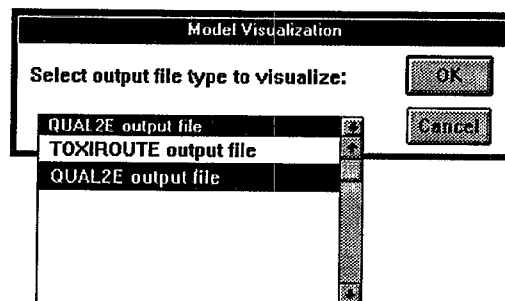 Model Visualization
Select output file type to visualize:
OK
QUAL2E output file
Cancel
TOXIROUTE output file
QUAL2E output file